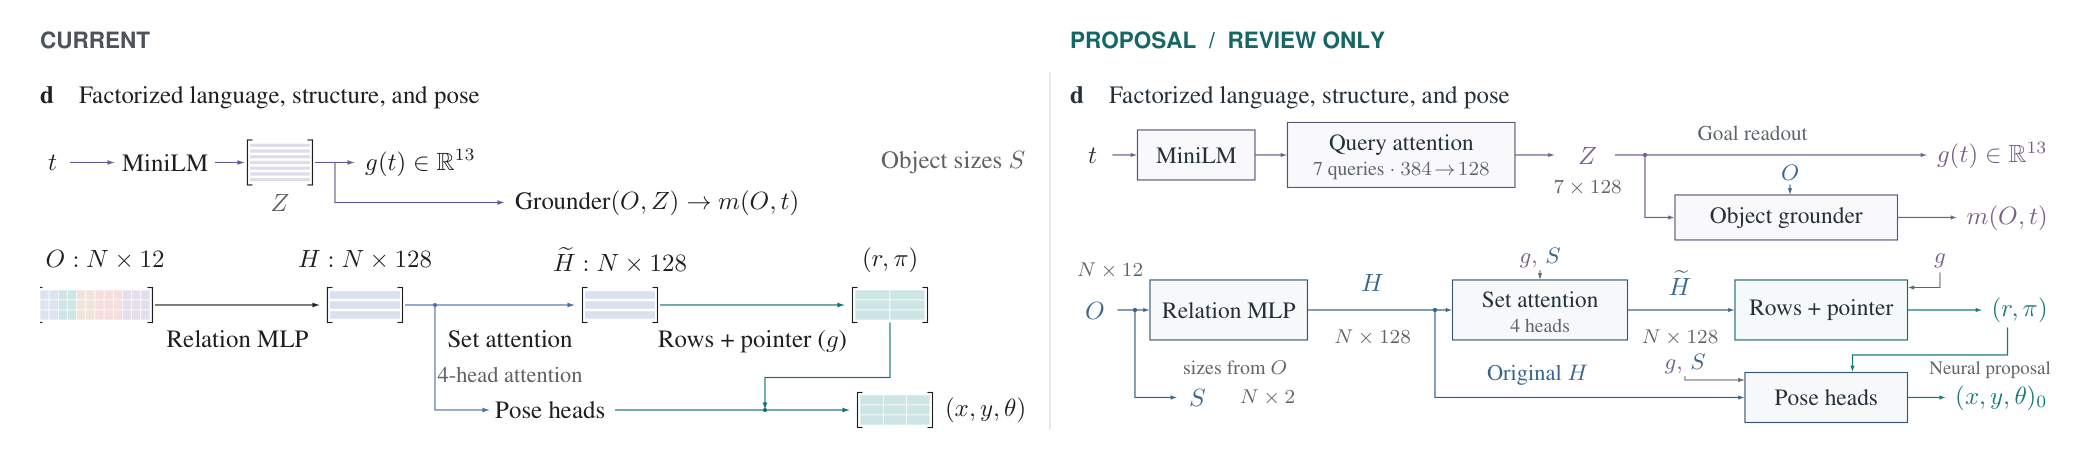 CURRENT
d Factorized language, structure, and pose
t MiniLM g(t) ∈ ℝ¹³ Object sizes S
Z
Grounder(O, Z) → m(O, t)
O : N × 12 H : N × 128 H̃ : N × 128 (r, π)
Relation MLP Set attention Rows + pointer (g)
4-head attention
Pose heads (x, y, θ)
PROPOSAL / REVIEW ONLY
d Factorized language, structure, and pose
Goal readout
t MiniLM Query attention Z g(t) ∈ ℝ¹³
7 queries · 384→128 7 × 128
O
Object grounder m(O, t)
g, S g
N × 12 H H̃
O Relation MLP Set attention Rows + pointer (r, π)
4 heads
N × 128 N × 128
sizes from O Original H g, S Neural proposal
S N × 2 Pose heads (x, y, θ)₀